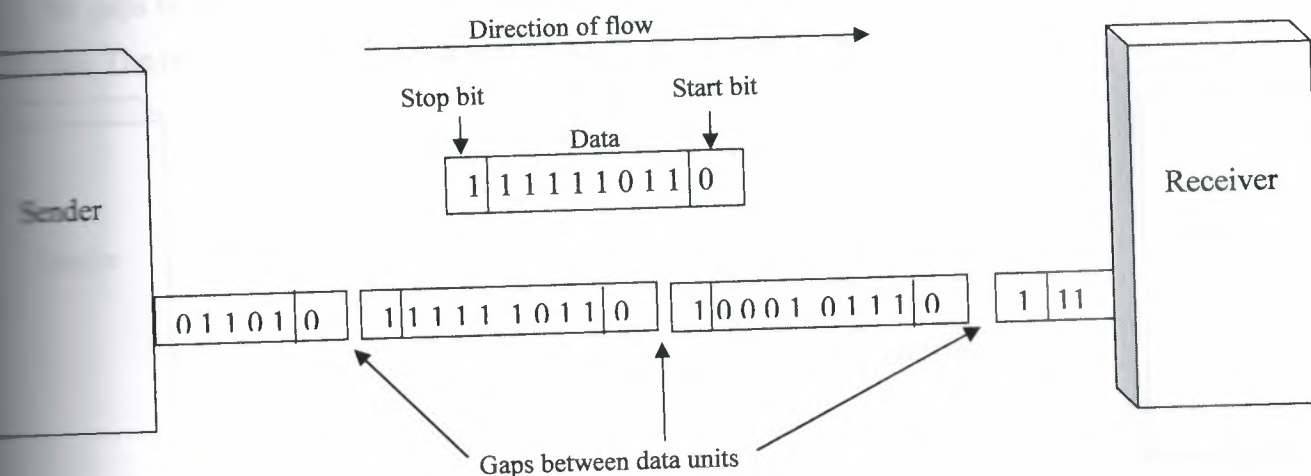 Direction of flow
Stop bit
Start bit
Data
1 1 1 1 1 1 0 1 1 0
Sender
Receiver
0 1 1 0 1 0
1 1 1 1 1 1 0 1 1 0
1 0 0 0 1 0 1 1 1 0
1 11
Gaps between data units